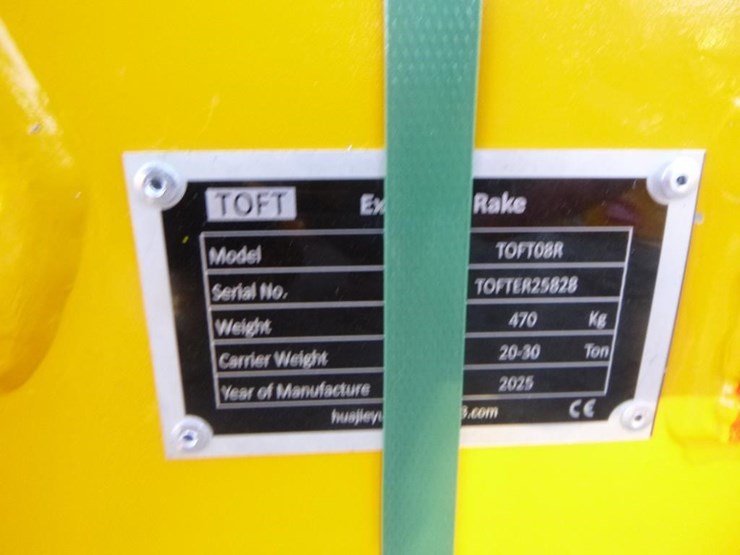 TOFT Ex Rake
Model TOFT08R
Serial No. TOFTER25828
Weight 470 Kg
Carrier Weight 20-30 Ton
Year of Manufacture 2025
huajieyu 3.com CE